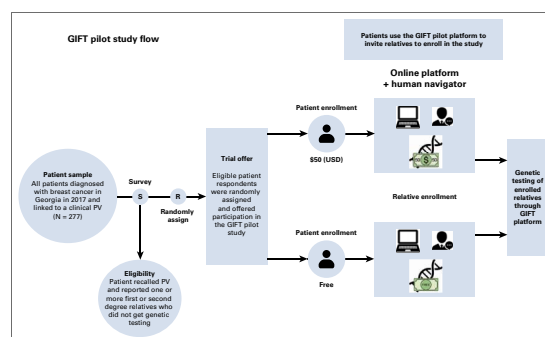 GIFT pilot study flow
Patients use the GIFT pilot platform to
invite relatives to enroll in the study
Online platform
+ human navigator
Patient enrollment
$50 (USD)
Patient sample
All patients diagnosed
with breast cancer in
Georgia in 2017 and
linked to a clinical PV
(N = 277)
Survey
S
R
Randomly
assign
Trial offer
Eligible patient
respondents
were randomly
assigned
and offered
participation in
the GIFT pilot
study
Relative enrollment
Genetic
testing of
enrolled
relatives
through
GIFT
platform
Patient enrollment
Free
FREE
Eligibility
Patient recalled PV
and reported one or
more first or second
degree relatives who
did not get genetic
testing